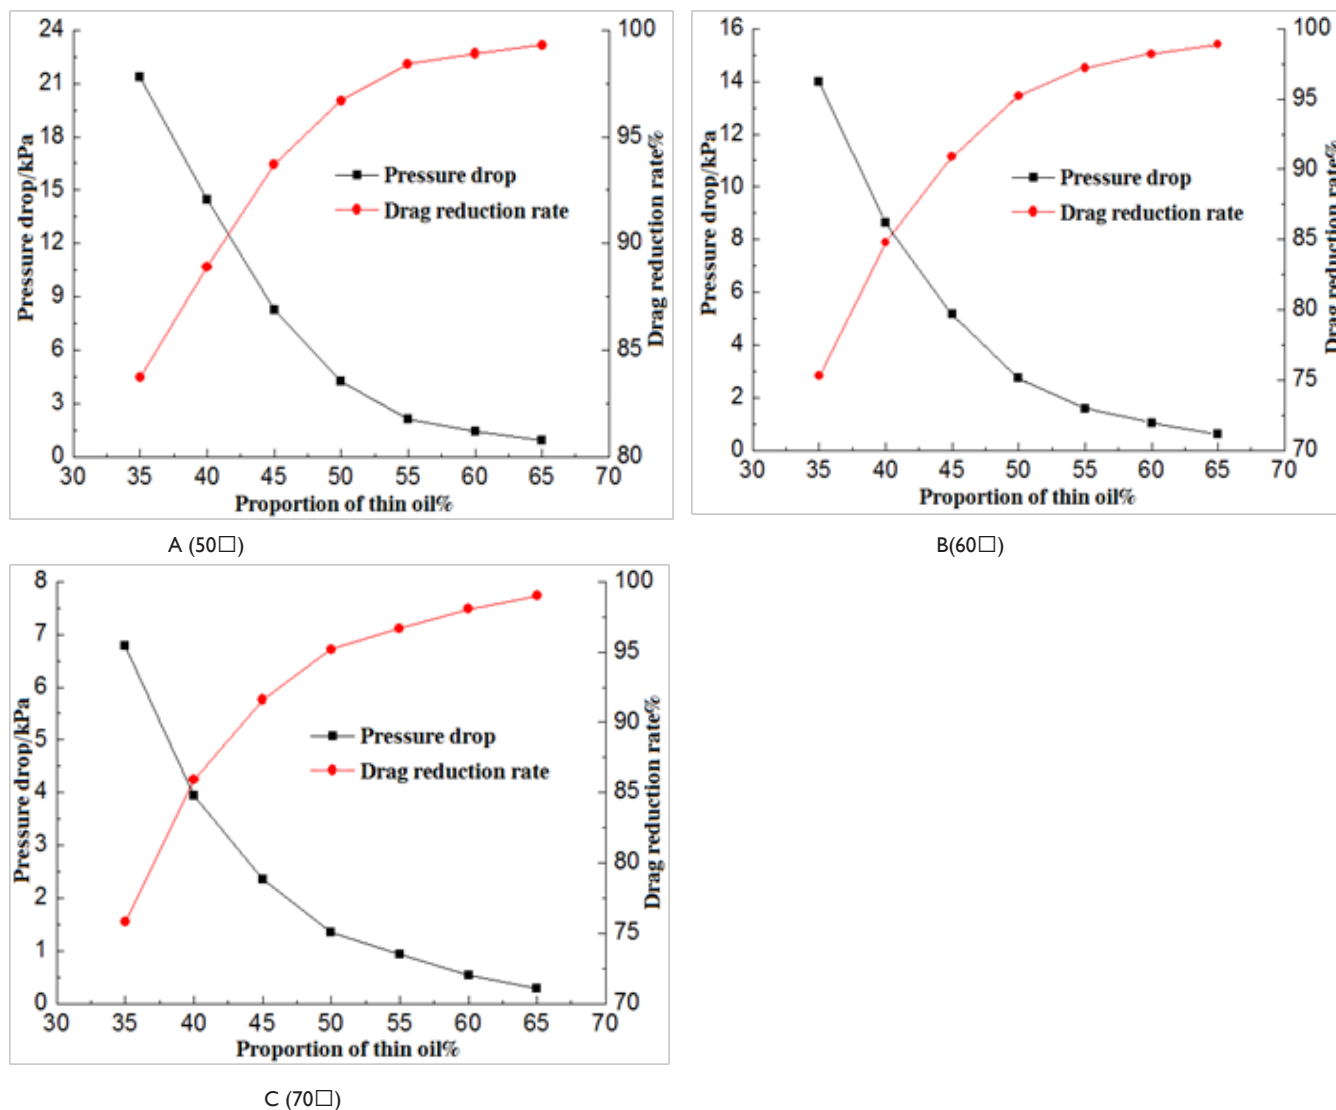 24
21
18
15
12
9
6
3
0
Pressure drop/kPa
100
95
90
85
80
Drag reduction rate%
Pressure drop
Drag reduction rate
30 35 40 45 50 55 60 65 70
Proportion of thin oil%
A (50□)
16
14
12
10
8
6
4
2
0
Pressure drop/kPa
100
95
90
85
80
75
70
Drag reduction rate%
Pressure drop
Drag reduction rate
30 35 40 45 50 55 60 65 70
Proportion of thin oil%
B(60□)
8
7
6
5
4
3
2
1
0
Pressure drop/kPa
100
95
90
85
80
75
70
Drag reduction rate%
Pressure drop
Drag reduction rate
30 35 40 45 50 55 60 65 70
Proportion of thin oil%
C (70□)